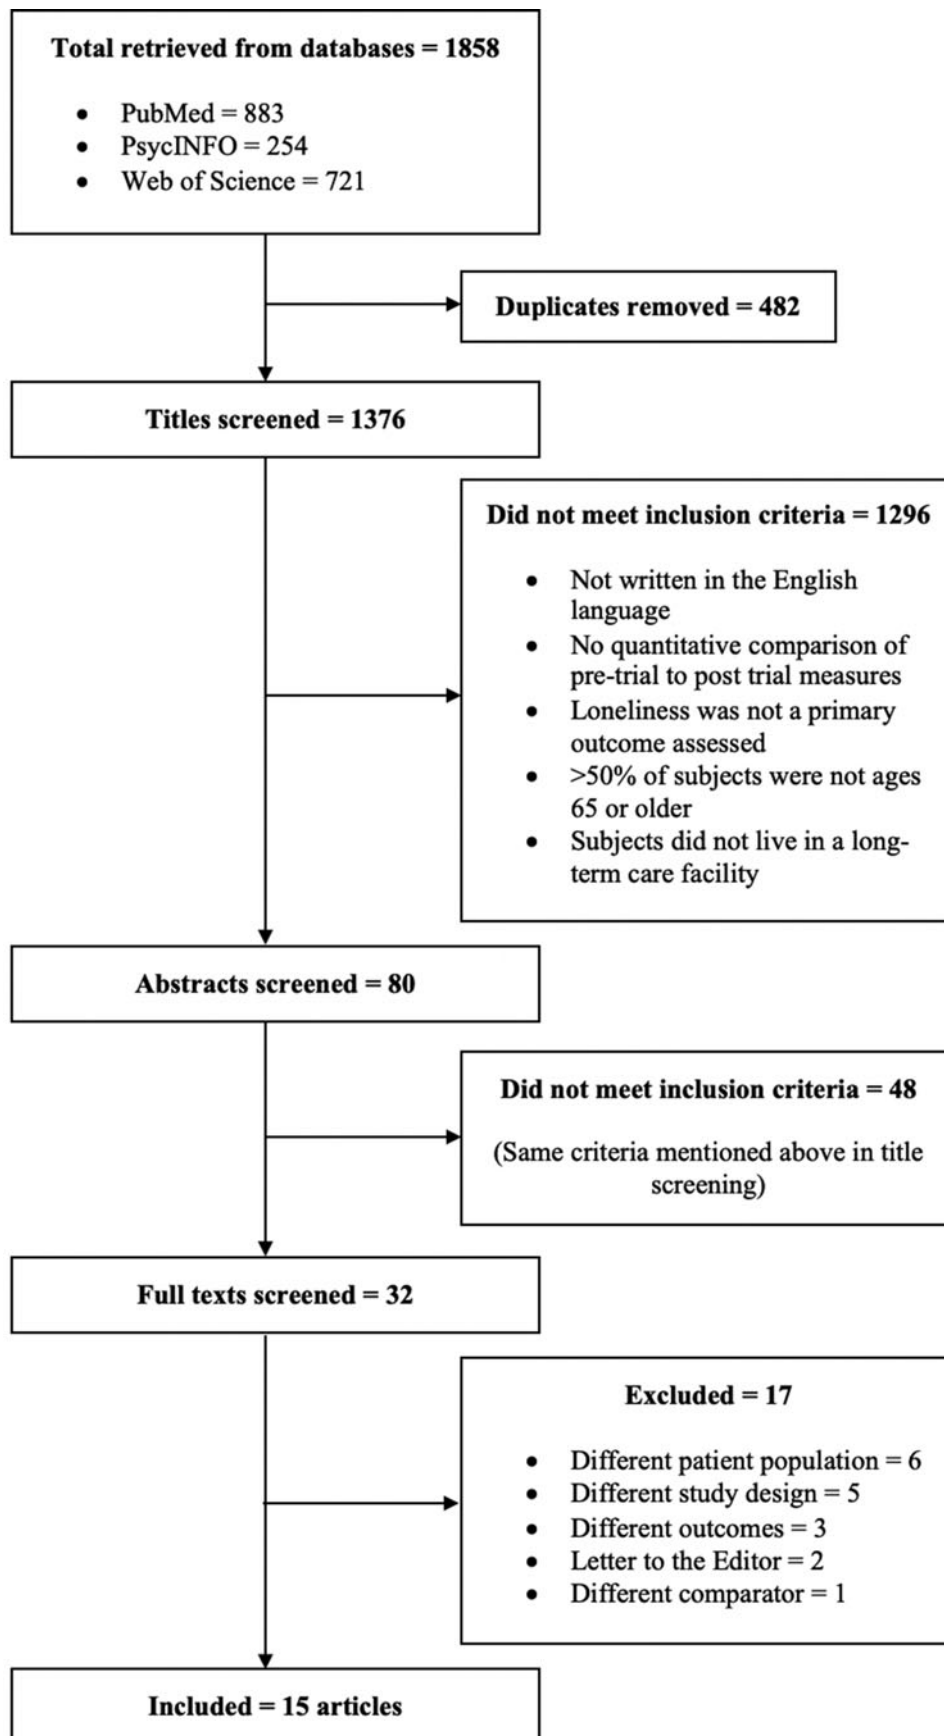 Total retrieved from databases = 1858
• PubMed = 883
• PsycINFO = 254
• Web of Science = 721
Duplicates removed = 482
Titles screened = 1376
Did not meet inclusion criteria = 1296
• Not written in the English
language
• No quantitative comparison of
pre-trial to post trial measures
• Loneliness was not a primary
outcome assessed
• >50% of subjects were not ages
65 or older
• Subjects did not live in a long-
term care facility
Abstracts screened = 80
Did not meet inclusion criteria = 48
(Same criteria mentioned above in title
screening)
Full texts screened = 32
Excluded = 17
• Different patient population = 6
• Different study design = 5
• Different outcomes = 3
• Letter to the Editor = 2
• Different comparator = 1
Included = 15 articles